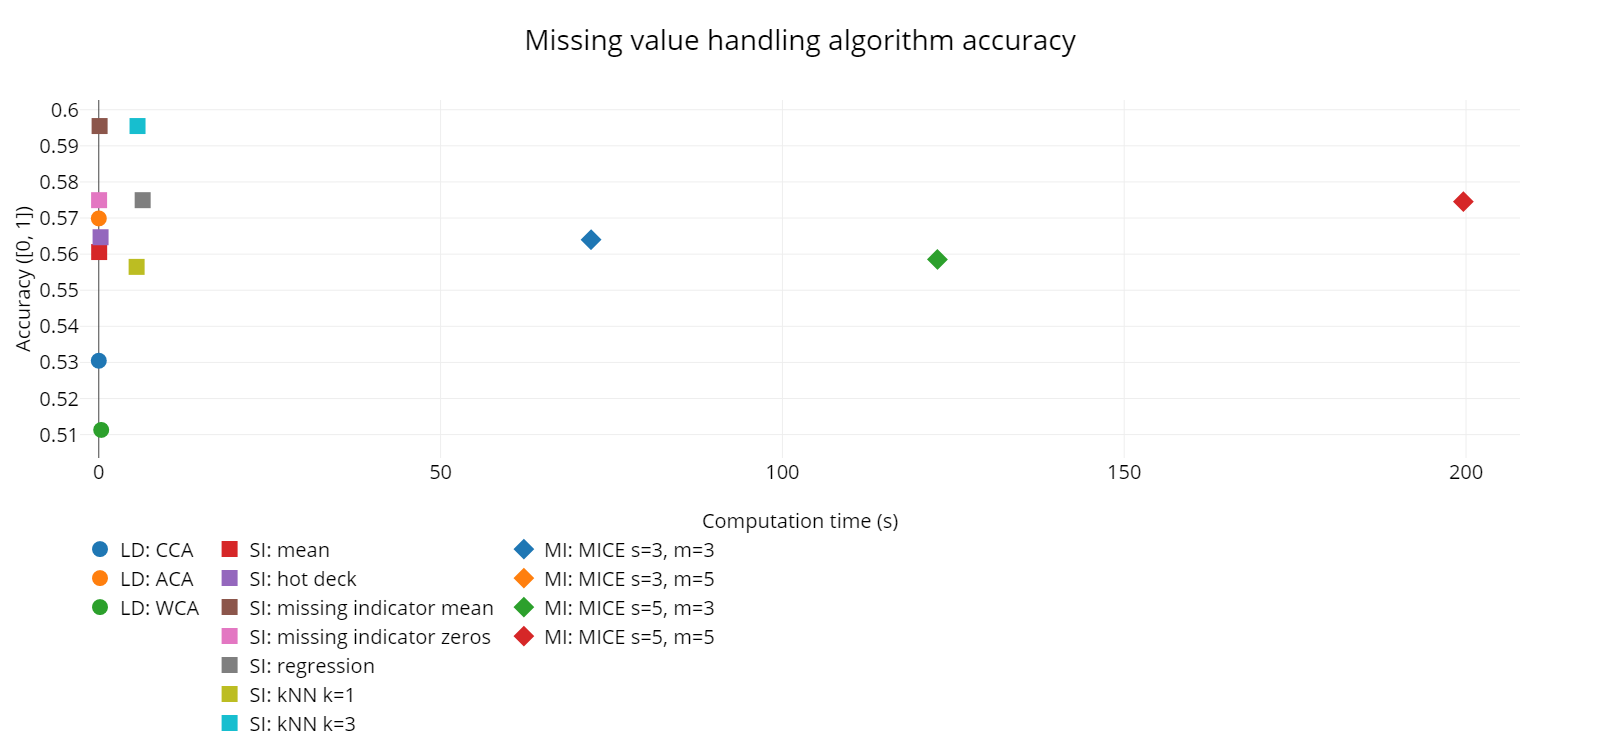 Missing value handling algorithm accuracy
Accuracy ([0, 1])
0.6
0.59
0.58
0.57
0.56
0.55
0.54
0.53
0.52
0.51
0 50 100 150 200
Computation time (s)
LD: CCA
LD: ACA
LD: WCA
SI: mean
SI: hot deck
SI: missing indicator mean
SI: missing indicator zeros
SI: regression
SI: kNN k=1
SI: kNN k=3
MI: MICE s=3, m=3
MI: MICE s=3, m=5
MI: MICE s=5, m=3
MI: MICE s=5, m=5